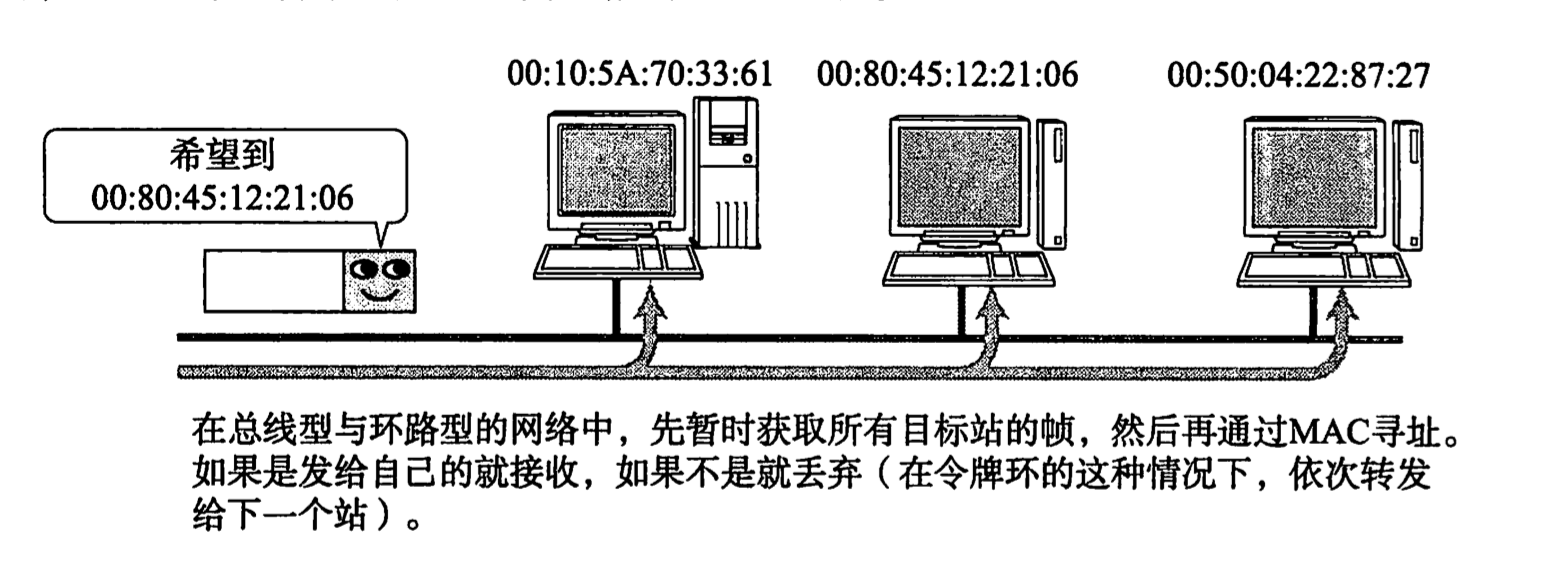 00:10:5A:70:33:61 00:80:45:12:21:06 00:50:04:22:87:27
希望到
00:80:45:12:21:06
在总线型与环路型的网络中，先暂时获取所有目标站的帧，然后再通过MAC寻址。
如果是发给自己的就接收，如果不是就丢弃（在令牌环的这种情况下，依次转发
给下一个站）。